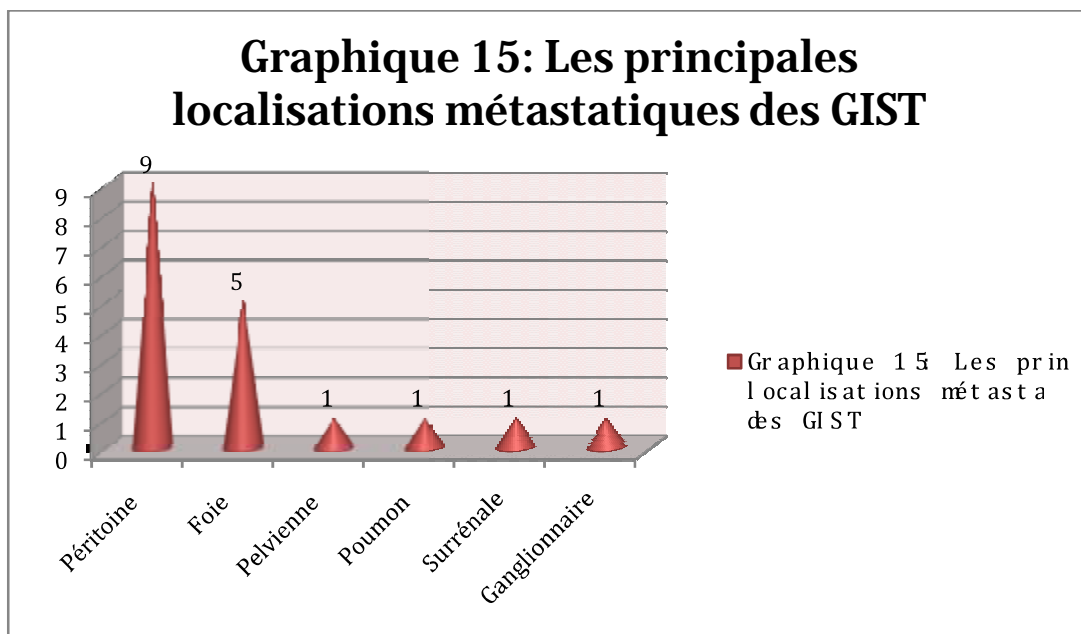 Graphique 15: Les principales
localisations métastatiques des GIST
9
8
7
6
5
4
3
2
1
0
9
5
1
1
1
1
Péritoine
Foie
Pelvienne
Poumon
Surrénale
Ganglionnaire
Graphique 15: Les prin
localisations métasta
des GIST